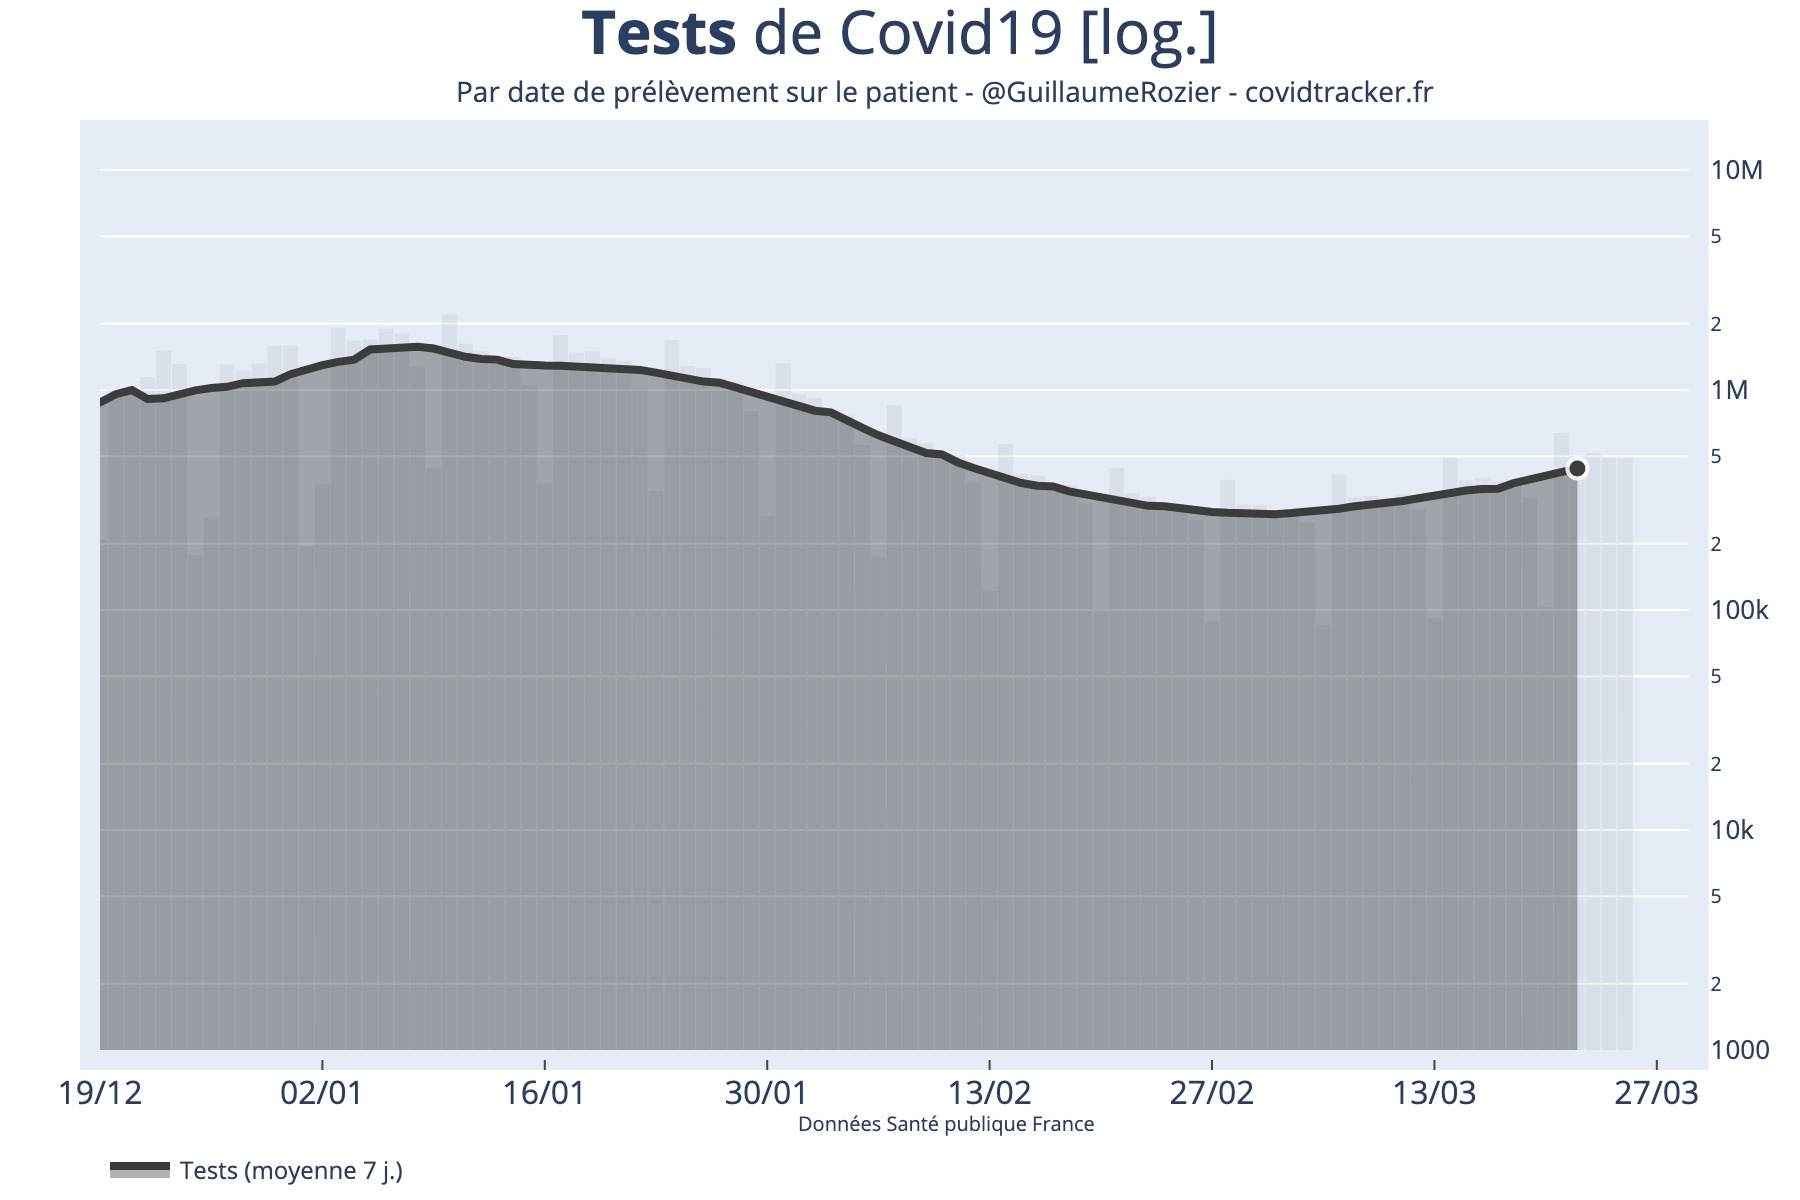 Tests de Covid19 [log.]
Par date de prélèvement sur le patient - @GuillaumeRozier - covidtracker.fr
10M
5
2
1M
5
2
100k
5
2
10k
5
2
1000
19/12 02/01 16/01 30/01 13/02 27/02 13/03 27/03
Données Santé publique France
Tests (moyenne 7 j.)